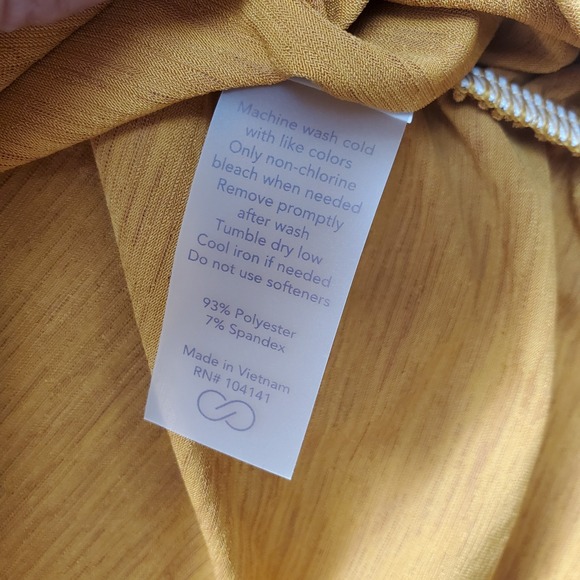 Machine wash cold
with like colors
Only non-chlorine
bleach when needed
Remove promptly
after wash
Tumble dry low
Cool iron if needed
Do not use softeners
93% Polyester
7% Spandex
Made in Vietnam
RN# 104141